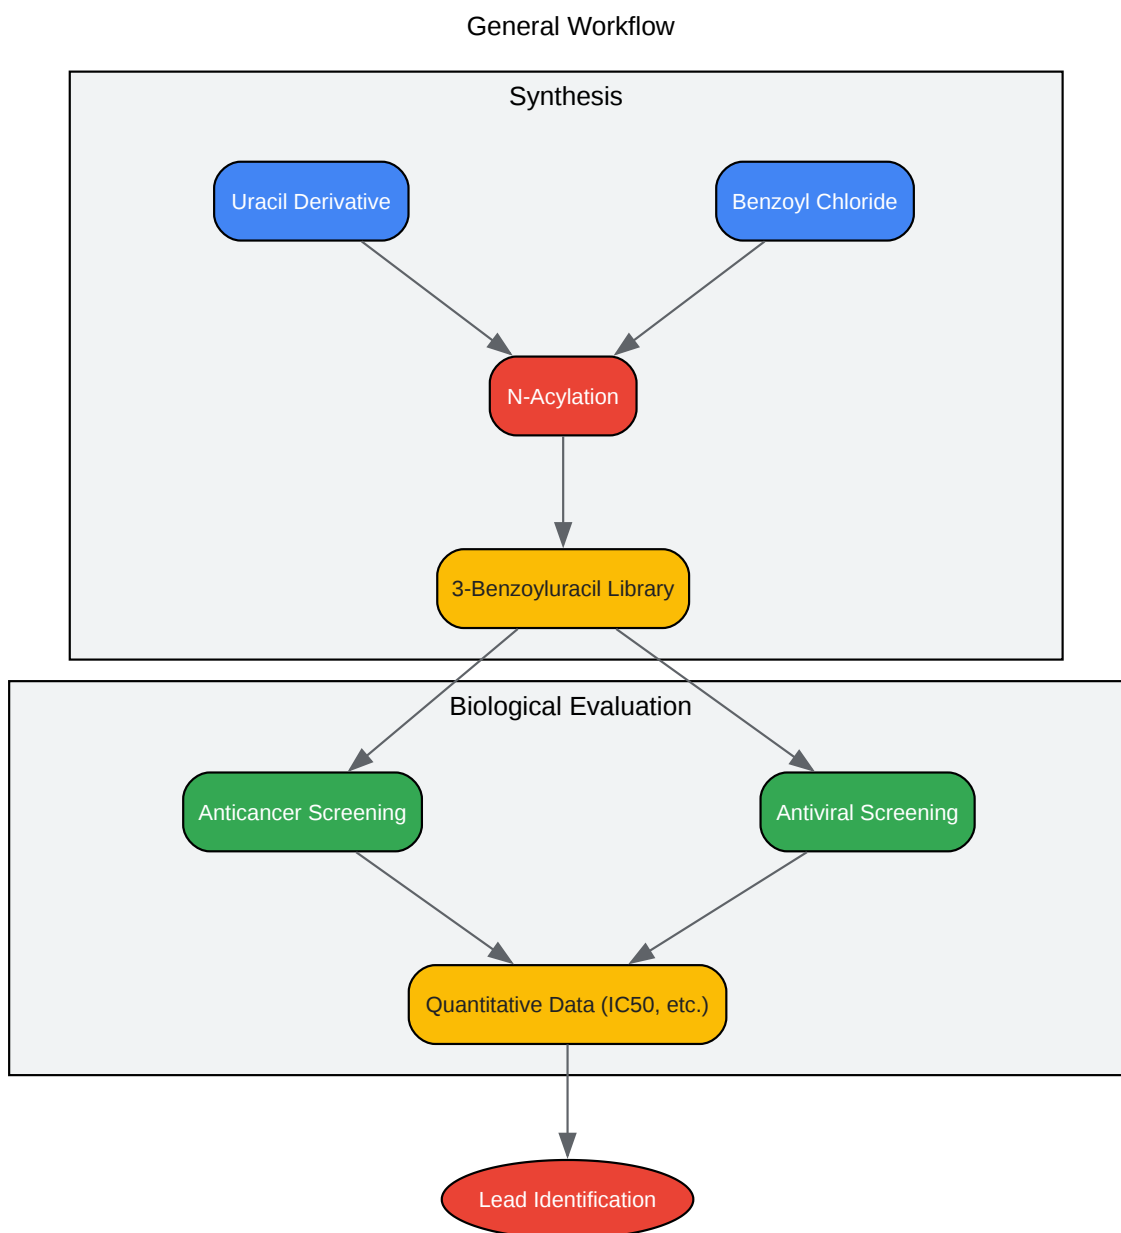 General Workflow
Synthesis
Uracil Derivative
Benzoyl Chloride
N-Acylation
3-Benzoyluracil Library
Biological Evaluation
Anticancer Screening
Antiviral Screening
Quantitative Data (IC50, etc.)
Lead Identification